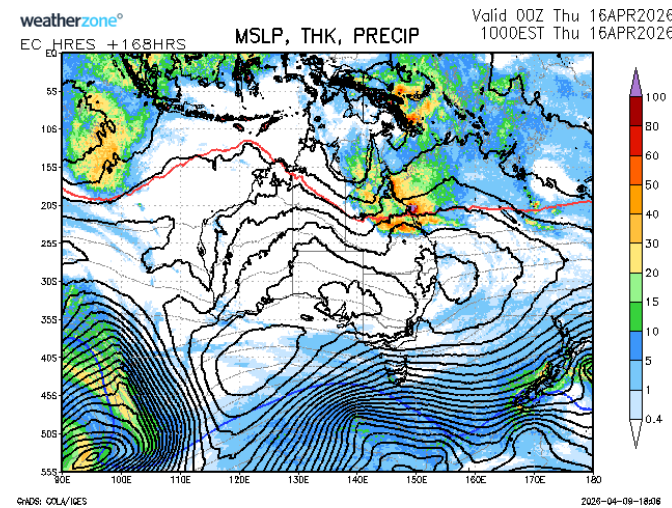 weatherzone°
Valid 00Z Thu 16APR2026
EC HRES +168HRS
MSLP, THK, PRECIP
1000EST Thu 16APR2026
EQ
5S
10S
15S
20S
25S
30S
35S
40S
45S
50S
55S
90E 100E 110E 120E 130E 140E 150E 160E 170E 180
100
80
60
50
40
30
20
15
10
5
1
0.4
GrADS: COLA/IGES
2026-04-09-18:06